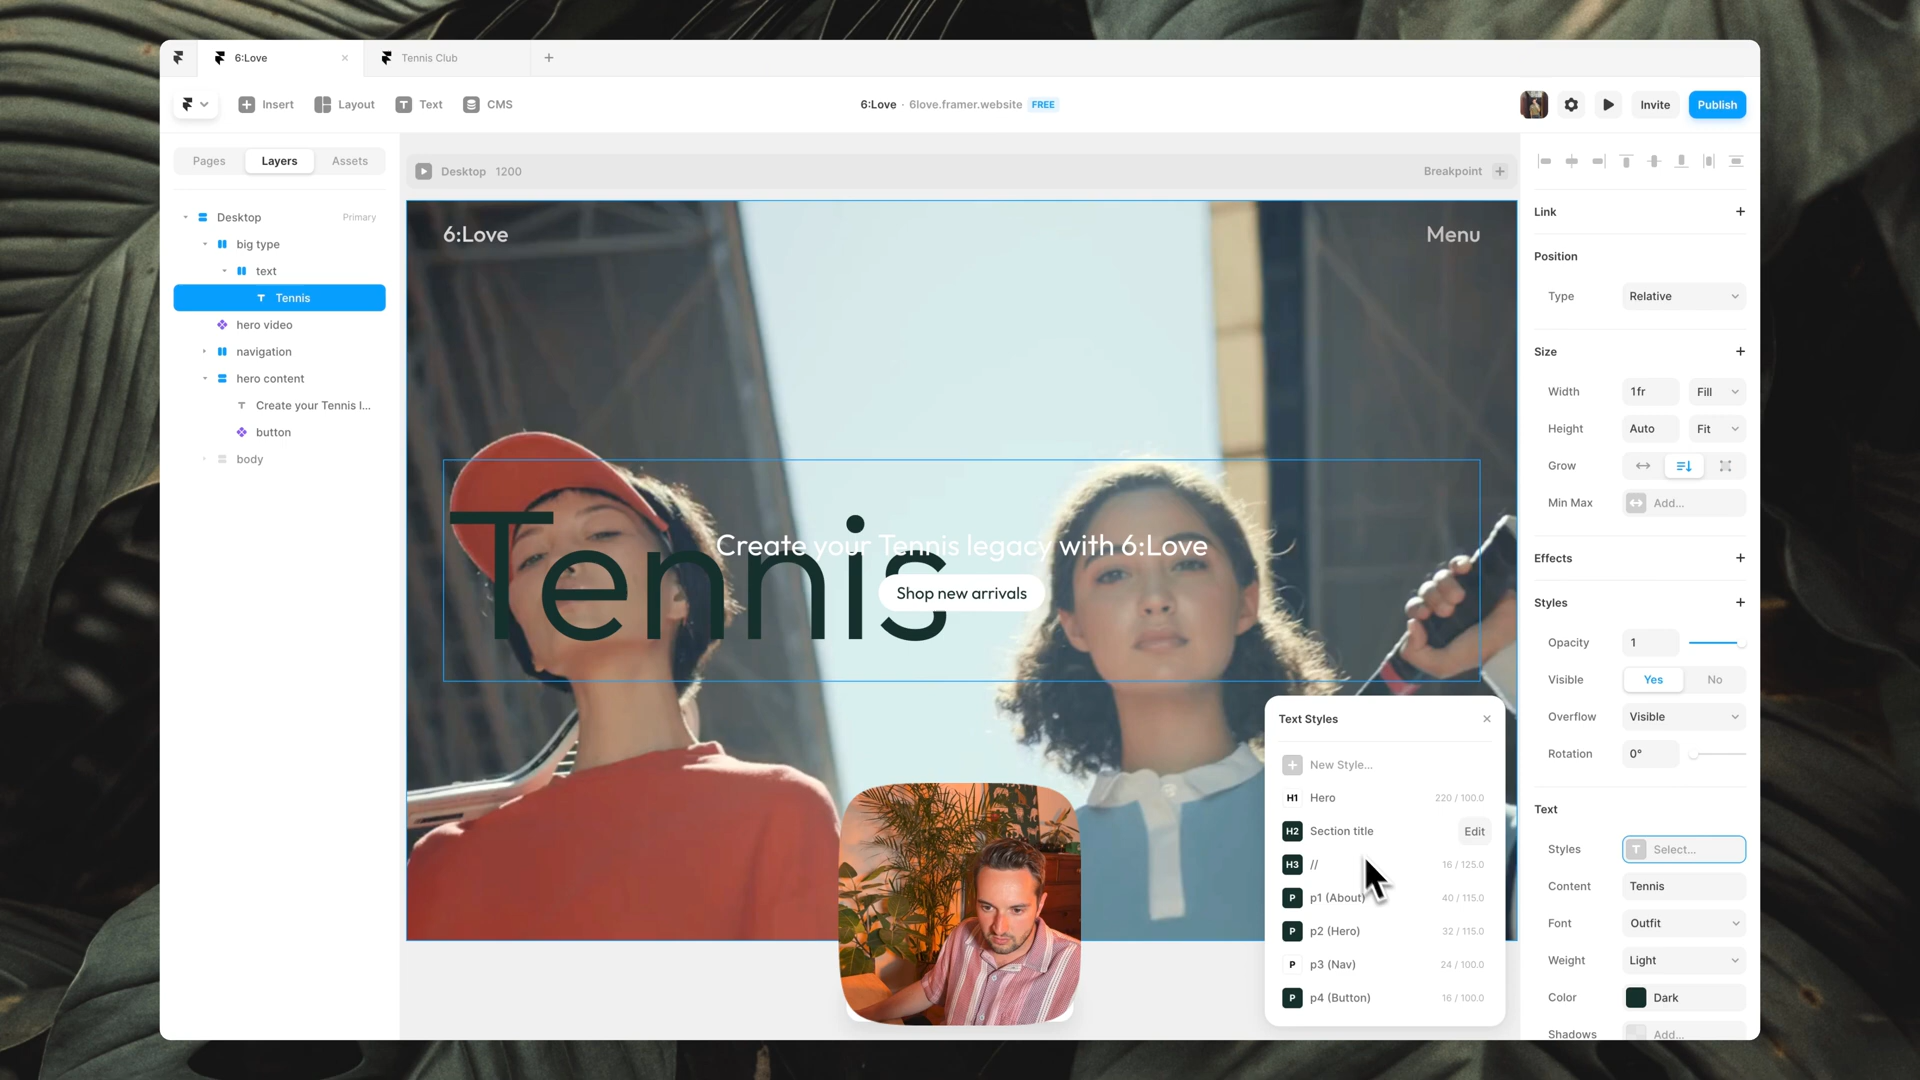 6:Love
Tennis Club
Insert
Layout
Text
CMS
6:Love · 6love.framer.website FREE
Invite
Publish
Pages
Layers
Assets
Desktop Primary
big type
text
Tennis
hero video
navigation
hero content
Create your Tennis l...
button
body
Desktop 1200
Breakpoint
6:Love
Menu
Tennis
Create your Tennis legacy with 6:Love
Shop new arrivals
Text Styles
New Style...
H1 Hero 220 / 100.0
H2 Section title Edit
H3 // 16 / 125.0
P p1 (About) 40 / 115.0
P p2 (Hero) 32 / 115.0
P p3 (Nav) 24 / 100.0
P p4 (Button) 16 / 100.0
Link
Position
Type Relative
Size
Width 1fr Fill
Height Auto Fit
Grow
Min Max Add...
Effects
Styles
Opacity 1
Visible Yes No
Overflow Visible
Rotation 0°
Text
Styles Select...
Content Tennis
Font Outfit
Weight Light
Color Dark
Shadows Add...